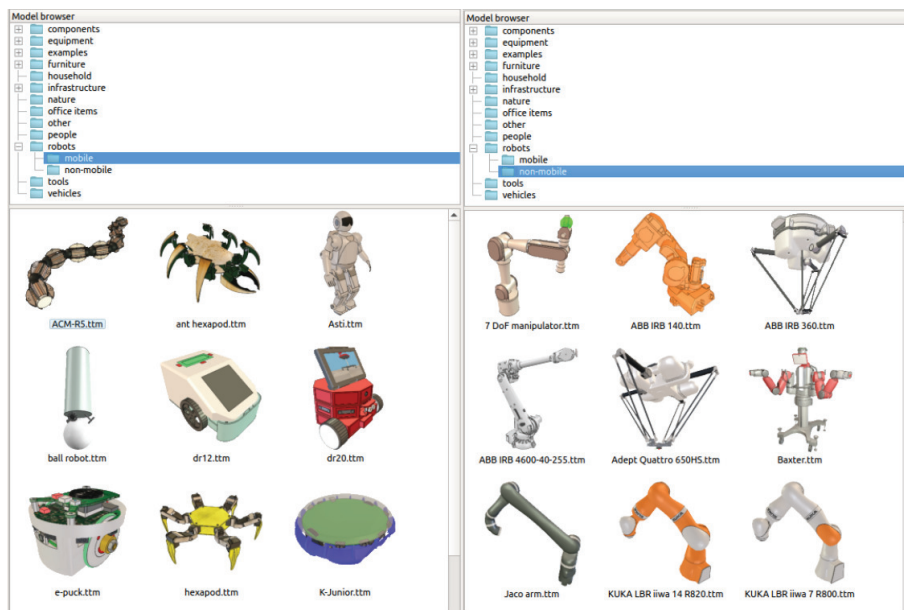 Model browser
components
equipment
examples
furniture
household
infrastructure
nature
office items
other
people
robots
mobile
non-mobile
tools
vehicles
ACM-R5.ttm
ant hexapod.ttm
Asti.ttm
ball robot.ttm
dr12.ttm
dr20.ttm
e-puck.ttm
hexapod.ttm
K-Junior.ttm
Model browser
components
equipment
examples
furniture
household
infrastructure
nature
office items
other
people
robots
mobile
non-mobile
tools
vehicles
7 DoF manipulator.ttm
ABB IRB 140.ttm
ABB IRB 360.ttm
ABB IRB 4600-40-255.ttm
Adept Quattro 650HS.ttm
Baxter.ttm
Jaco arm.ttm
KUKA LBR iiwa 14 R820.ttm
KUKA LBR iiwa 7 R800.ttm